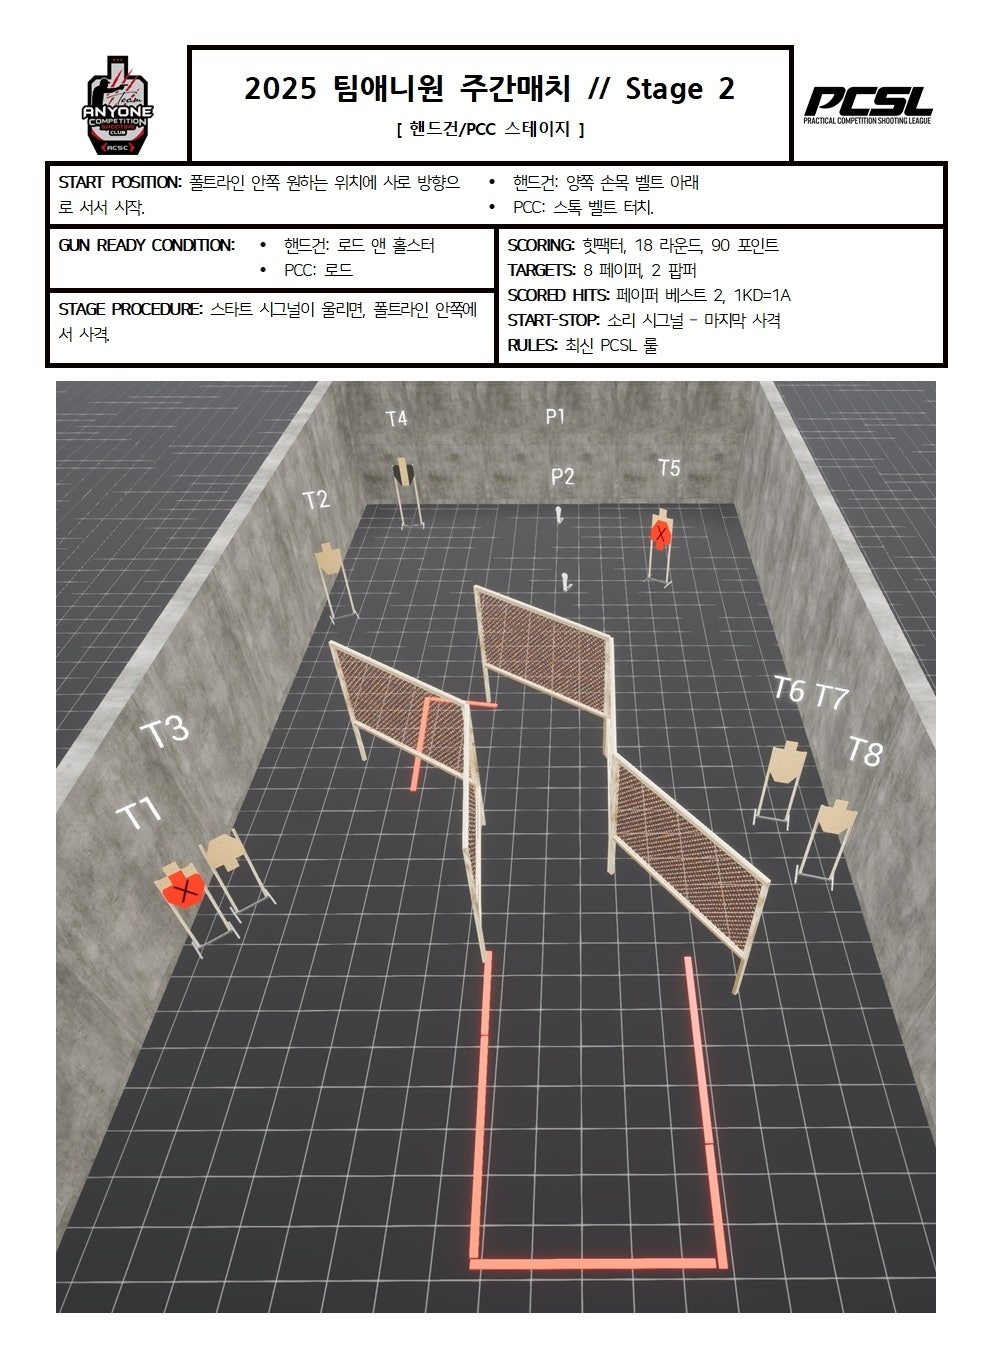 Team
ANYONE
COMPETITION
SHOOTING
CLUB
ACSC
2025 팀애니원 주간매치 // Stage 2
[ 핸드건/PCC 스테이지 ]
PCSL
PRACTICAL COMPETITION SHOOTING LEAGUE
START POSITION: 폴트라인 안쪽 원하는 위치에 사로 방향으
로 서서 시작.
• 핸드건: 양쪽 손목 벨트 아래
• PCC: 스톡 벨트 터치.
GUN READY CONDITION:
• 핸드건: 로드 앤 홀스터
• PCC: 로드
STAGE PROCEDURE: 스타트 시그널이 울리면, 폴트라인 안쪽에
서 사격.
SCORING: 힛팩터, 18 라운드, 90 포인트
TARGETS: 8 페이퍼, 2 팝퍼
SCORED HITS: 페이퍼 베스트 2, 1KD=1A
START-STOP: 소리 시그널 - 마지막 사격
RULES: 최신 PCSL 룰
T4
P1
P2
T5
T2
T6 T7
T3
T8
T1